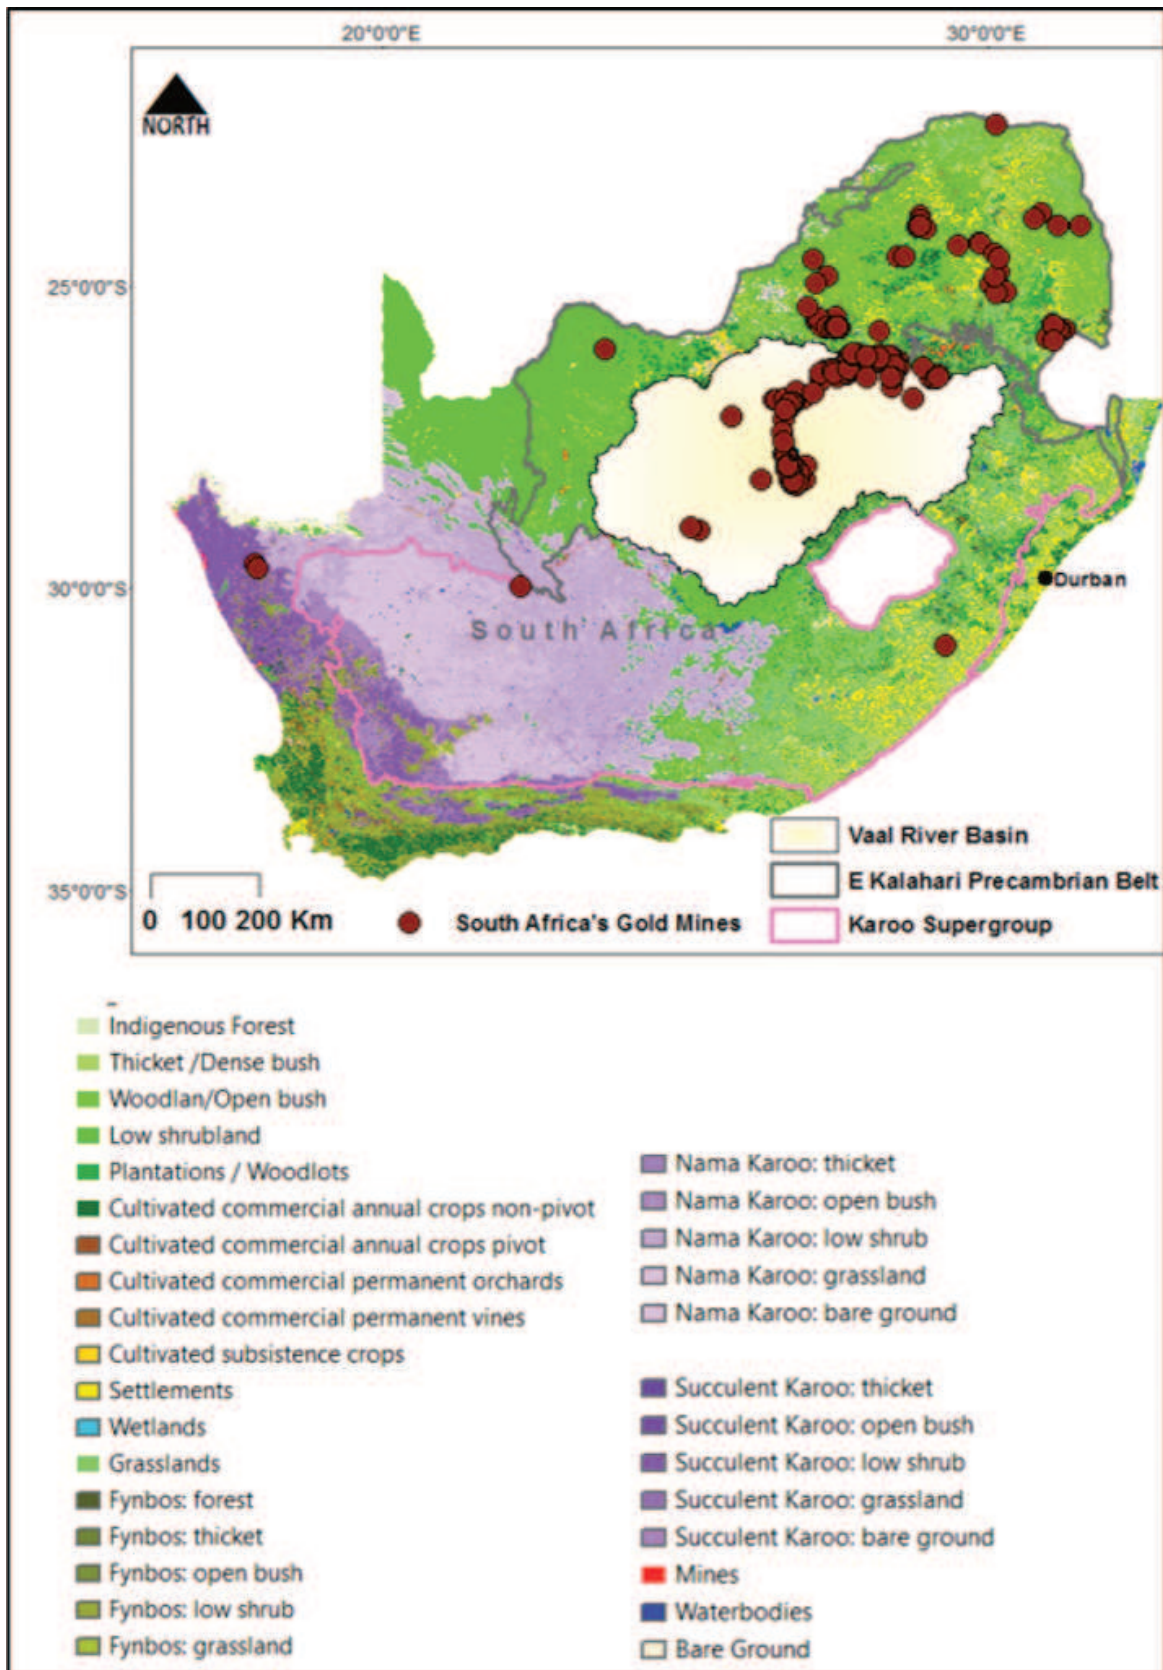 20°0'0"E 30°0'0"E
NORTH
25°0'0"S
30°0'0"S
Durban
South Africa
35°0'0"S
Vaal River Basin
E Kalahari Precambrian Belt
Karoo Supergroup
0 100 200 Km
South Africa's Gold Mines
Indigenous Forest
Thicket /Dense bush
Woodlan/Open bush
Low shrubland
Plantations / Woodlots
Cultivated commercial annual crops non-pivot
Cultivated commercial annual crops pivot
Cultivated commercial permanent orchards
Cultivated commercial permanent vines
Cultivated subsistence crops
Settlements
Wetlands
Grasslands
Fynbos: forest
Fynbos: thicket
Fynbos: open bush
Fynbos: low shrub
Fynbos: grassland
Nama Karoo: thicket
Nama Karoo: open bush
Nama Karoo: low shrub
Nama Karoo: grassland
Nama Karoo: bare ground
Succulent Karoo: thicket
Succulent Karoo: open bush
Succulent Karoo: low shrub
Succulent Karoo: grassland
Succulent Karoo: bare ground
Mines
Waterbodies
Bare Ground